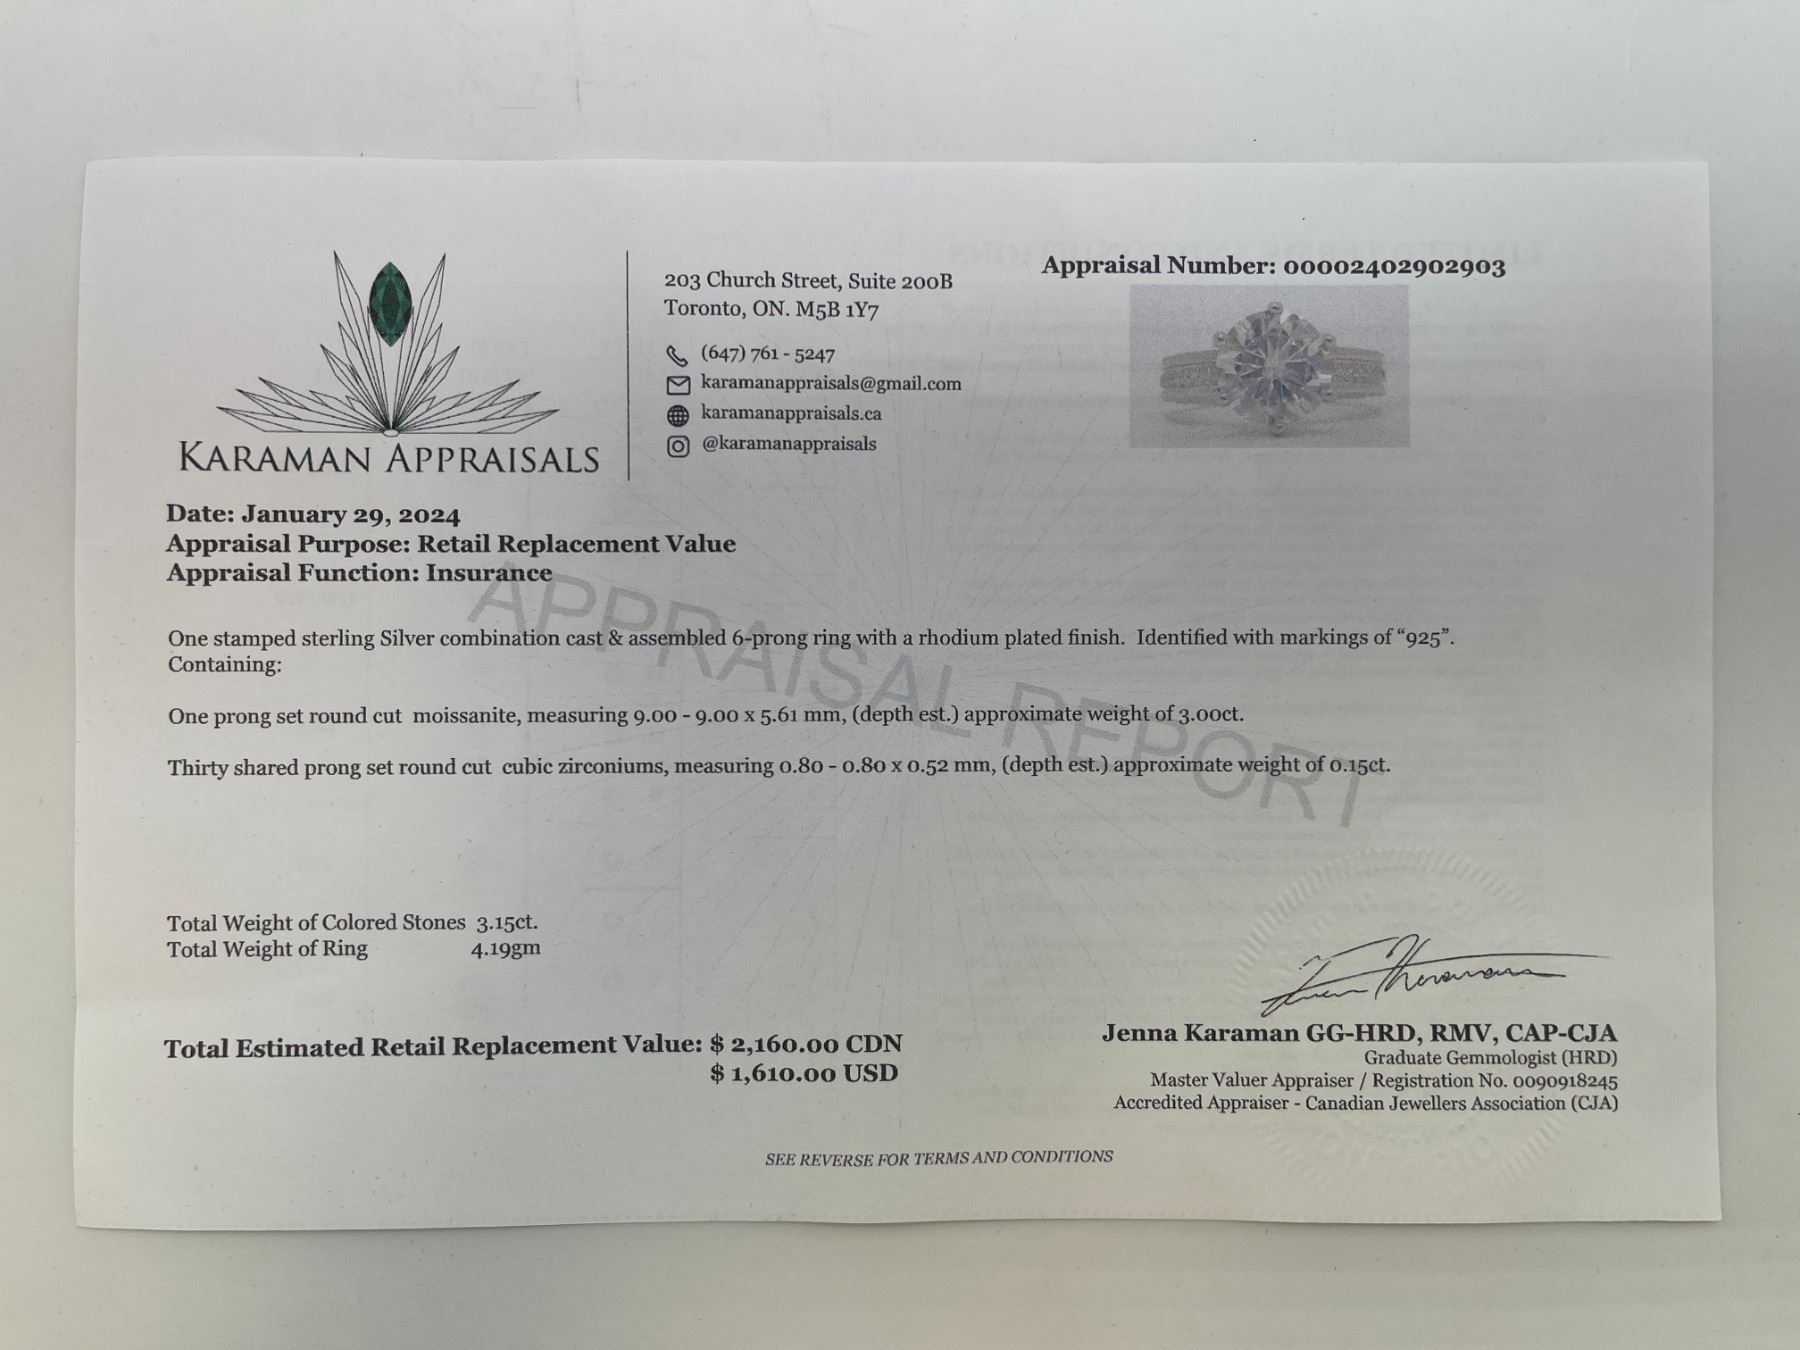 KARAMAN APPRAISALS
203 Church Street, Suite 200B
Toronto, ON. M5B 1Y7
(647) 761 - 5247
karamanappraisals@gmail.com
karamanappraisals.ca
@karamanappraisals
Appraisal Number: 00002402902903
Date: January 29, 2024
Appraisal Purpose: Retail Replacement Value
Appraisal Function: Insurance
APPRAISAL REPORT
One stamped sterling Silver combination cast & assembled 6-prong ring with a rhodium plated finish. Identified with markings of “925”.
Containing:
One prong set round cut moissanite, measuring 9.00 - 9.00 x 5.61 mm, (depth est.) approximate weight of 3.00ct.
Thirty shared prong set round cut cubic zirconiums, measuring 0.80 - 0.80 x 0.52 mm, (depth est.) approximate weight of 0.15ct.
Total Weight of Colored Stones 3.15ct.
Total Weight of Ring 4.19gm
Total Estimated Retail Replacement Value: $ 2,160.00 CDN
$ 1,610.00 USD
Jenna Karaman GG-HRD, RMV, CAP-CJA
Graduate Gemmologist (HRD)
Master Valuer Appraiser / Registration No. 0090918245
Accredited Appraiser - Canadian Jewellers Association (CJA)
SEE REVERSE FOR TERMS AND CONDITIONS